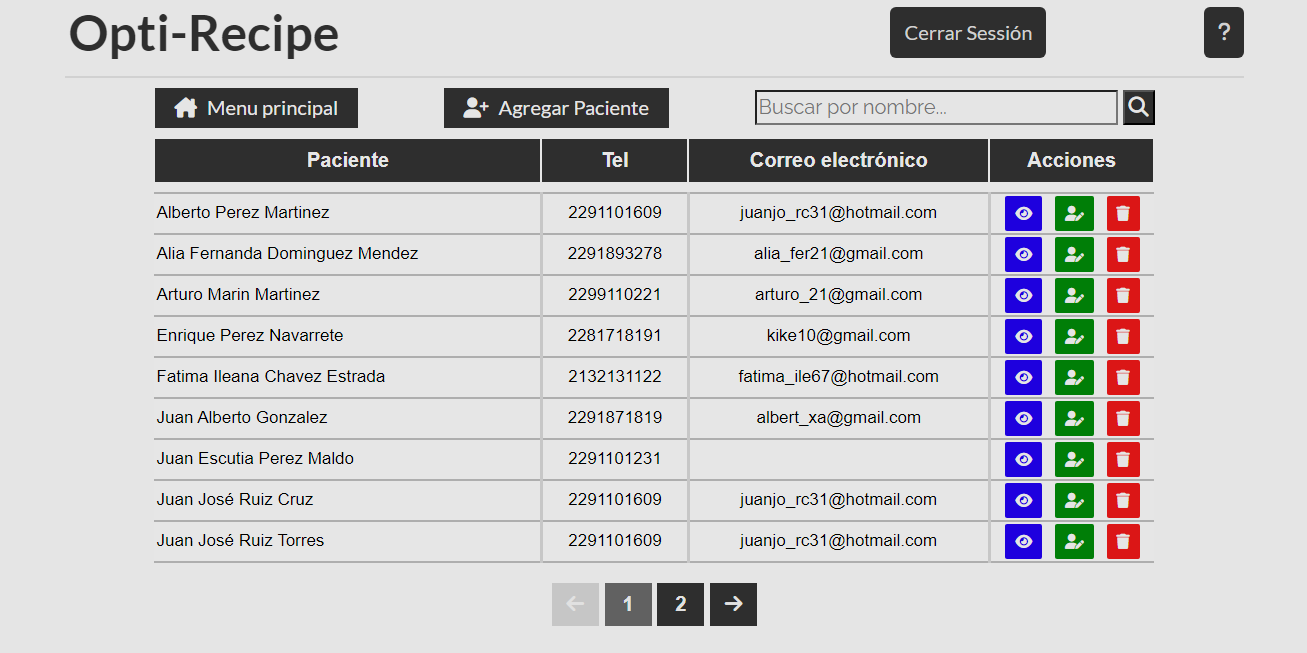 Opti-Recipe Cerrar Sesión ?
Menu principal Agregar Paciente Buscar por nombre...
Paciente Tel Correo electrónico Acciones
Alberto Perez Martinez 2291101609 juanjo_rc31@hotmail.com
Alia Fernanda Dominguez Mendez 2291893278 alia_fer21@gmail.com
Arturo Marin Martinez 2299110221 arturo_21@gmail.com
Enrique Perez Navarrete 2281718191 kike10@gmail.com
Fatima Ileana Chavez Estrada 2132131122 fatima_ile67@hotmail.com
Juan Alberto Gonzalez 2291871819 albert_xa@gmail.com
Juan Escutia Perez Maldo 2291101231
Juan José Ruiz Cruz 2291101609 juanjo_rc31@hotmail.com
Juan José Ruiz Torres 2291101609 juanjo_rc31@hotmail.com
← 1 2 →